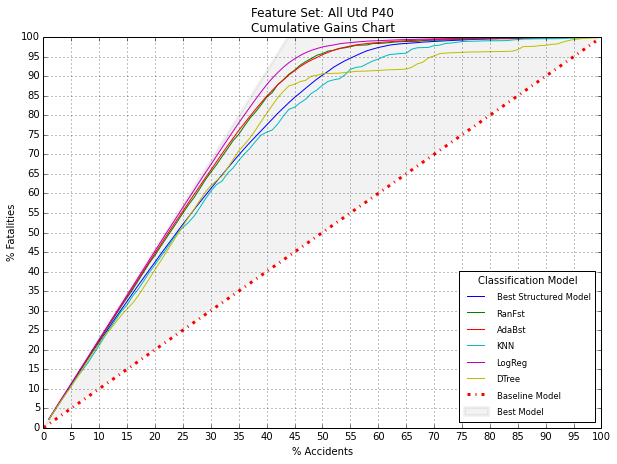 Feature Set: All Utd P40
Cumulative Gains Chart
100
95
90
85
80
75
70
65
60
55
50
45
40
35
30
25
20
15
10
5
0
% Fatalities
Classification Model
Best Structured Model
RanFst
AdaBst
KNN
LogReg
DTree
Baseline Model
Best Model
0 5 10 15 20 25 30 35 40 45 50 55 60 65 70 75 80 85 90 95 100
% Accidents